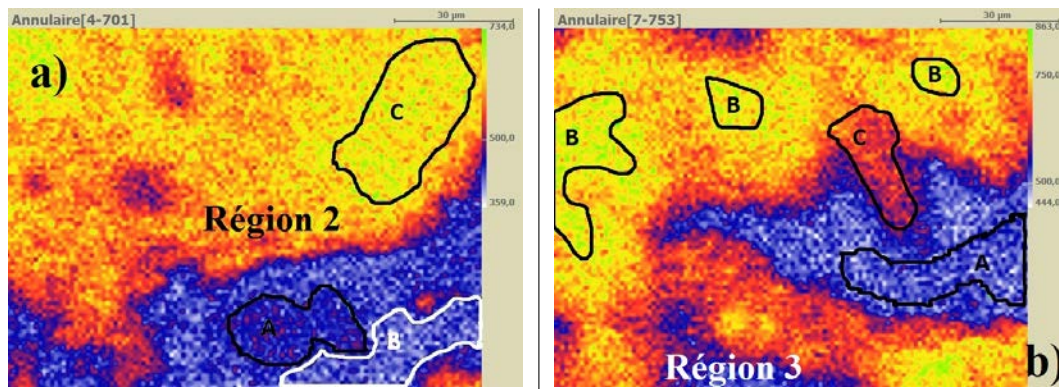 Annulaire[4-701]
30 µm
734,0
a)
C
500,0
359,0
Région 2
A
B
Annulaire[7-753]
30 µm
863,0
B
750,0
B
B
C
500,0
444,0
A
Région 3
b)